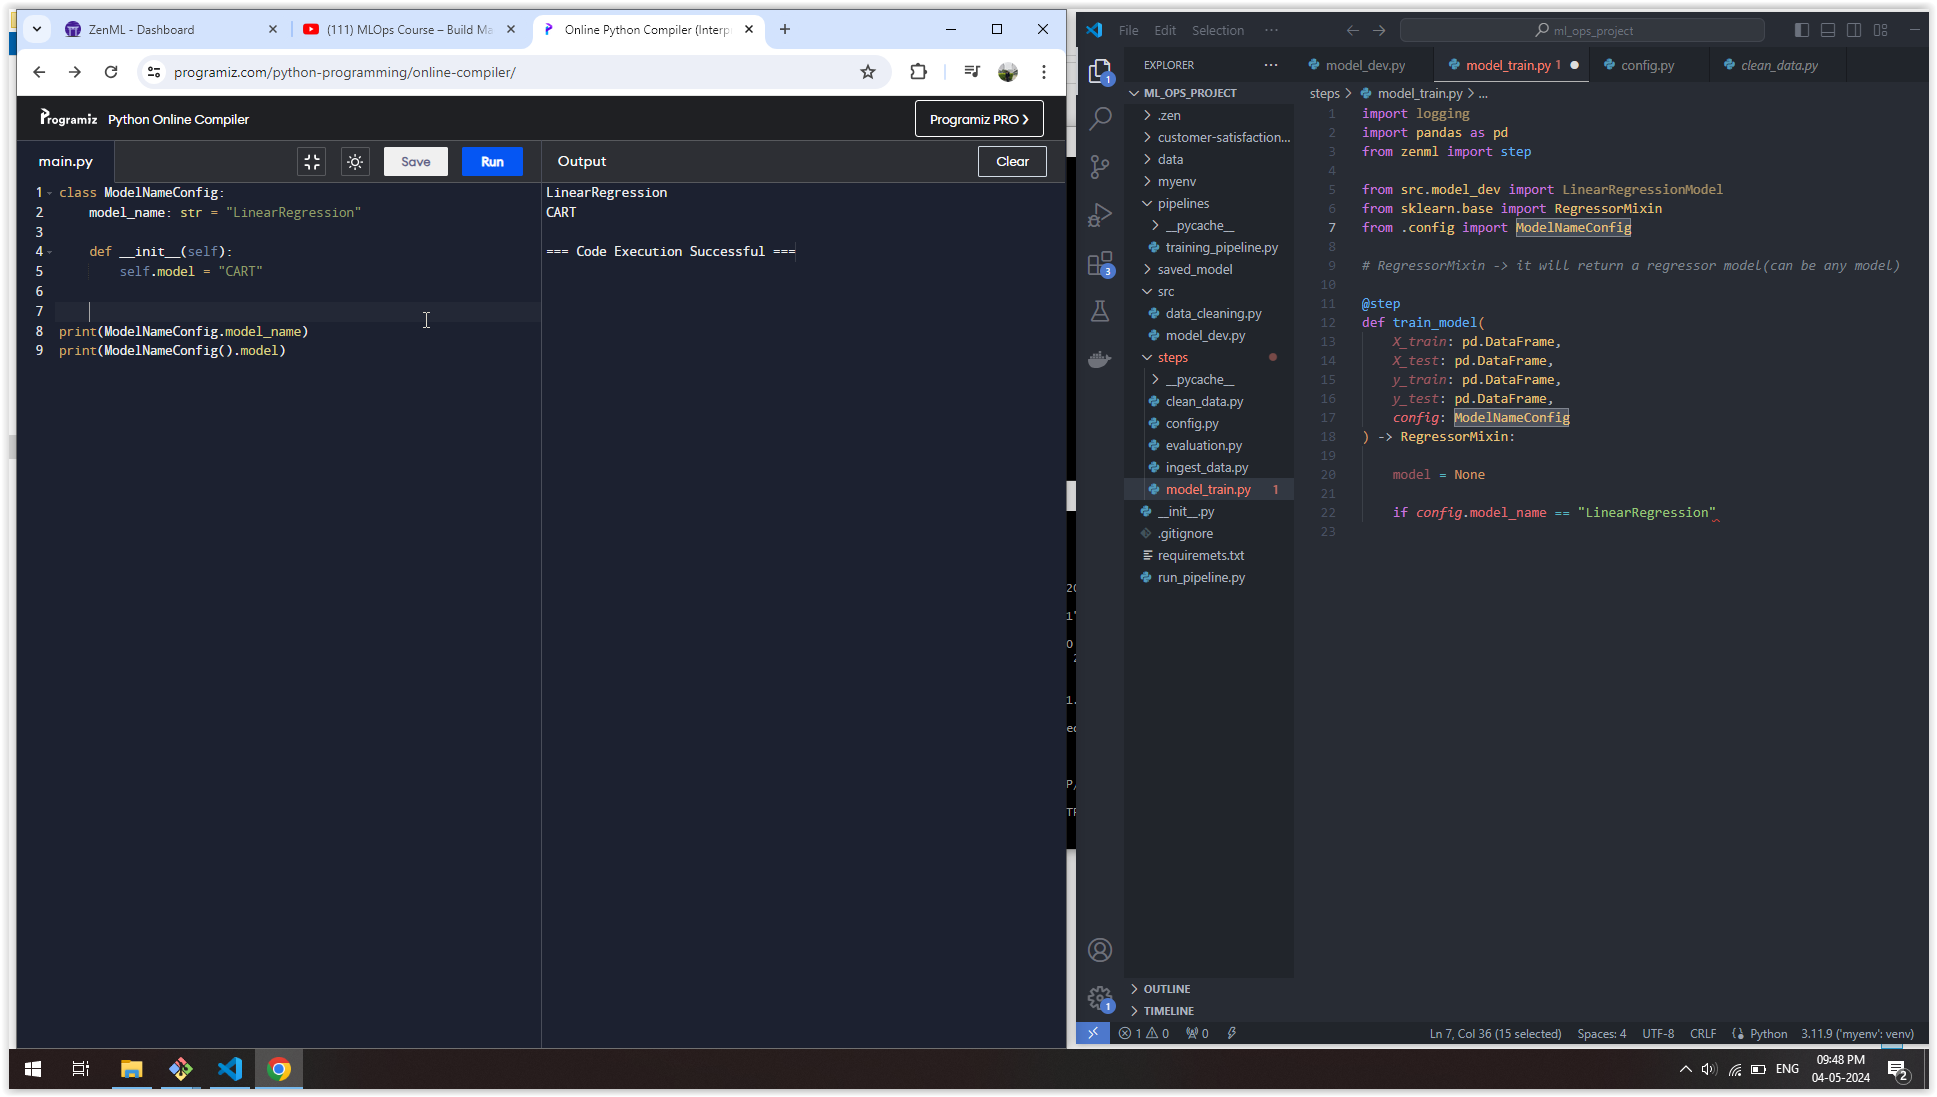 ZenML - Dashboard
(111) MLOps Course – Build Ma
Online Python Compiler (Interp
programiz.com/python-programming/online-compiler/
Programiz Python Online Compiler
Programiz PRO ❯
main.py
Save
Run
Output
Clear
1 class ModelNameConfig:
2 model_name: str = "LinearRegression"
3
4 def __init__(self):
5 self.model = "CART"
6
7
8 print(ModelNameConfig.model_name)
9 print(ModelNameConfig().model)
LinearRegression
CART
=== Code Execution Successful ===
File Edit Selection ···
ml_ops_project
EXPLORER ···
ML_OPS_PROJECT
.zen
customer-satisfaction...
data
myenv
pipelines
__pycache__
training_pipeline.py
saved_model
src
data_cleaning.py
model_dev.py
steps
__pycache__
clean_data.py
config.py
evaluation.py
ingest_data.py
model_train.py 1
__init__.py
.gitignore
requiremets.txt
run_pipeline.py
OUTLINE
TIMELINE
1
3
1
model_dev.py
model_train.py 1
config.py
clean_data.py
steps > model_train.py > ...
1 import logging
2 import pandas as pd
3 from zenml import step
4
5 from src.model_dev import LinearRegressionModel
6 from sklearn.base import RegressorMixin
7 from .config import ModelNameConfig
8
9 # RegressorMixin -> it will return a regressor model(can be any model)
10
11 @step
12 def train_model(
13 X_train: pd.DataFrame,
14 X_test: pd.DataFrame,
15 y_train: pd.DataFrame,
16 y_test: pd.DataFrame,
17 config: ModelNameConfig
18 ) -> RegressorMixin:
19
20 model = None
21
22 if config.model_name == "LinearRegression"
23
1 0 0
Ln 7, Col 36 (15 selected) Spaces: 4 UTF-8 CRLF Python 3.11.9 ('myenv': venv)
ENG
09:48 PM
04-05-2024
2